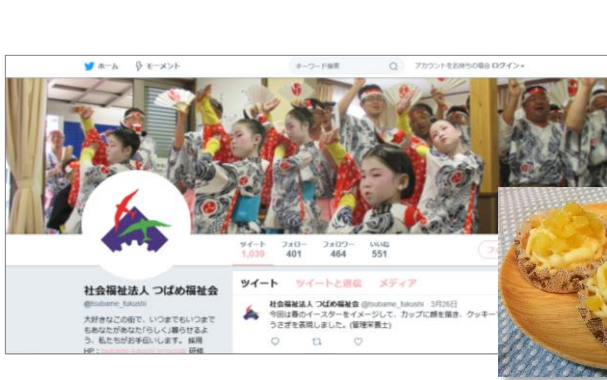 ホーム モーメント キーワード検索 アカウントをお持ちの場合 ログイン
ツイート フォロー フォロワー いいね
1,039 401 464 551
ツイート ツイートと返信 メディア
社会福祉法人 つばめ福祉会
@tsubame_fukushi
大好きなこの街で、いつまでもいつまで
もあなたがあなた「らしく」暮らせるよ
う、私たちがお手伝いします。 採用
HP：
社会福祉法人 つばめ福祉会 @tsubame_fukushi · 3月26日
今回は春のイースターをイメージして、カップに顔を描き、クッキーで
うさぎを表現しました。(管理栄養士)